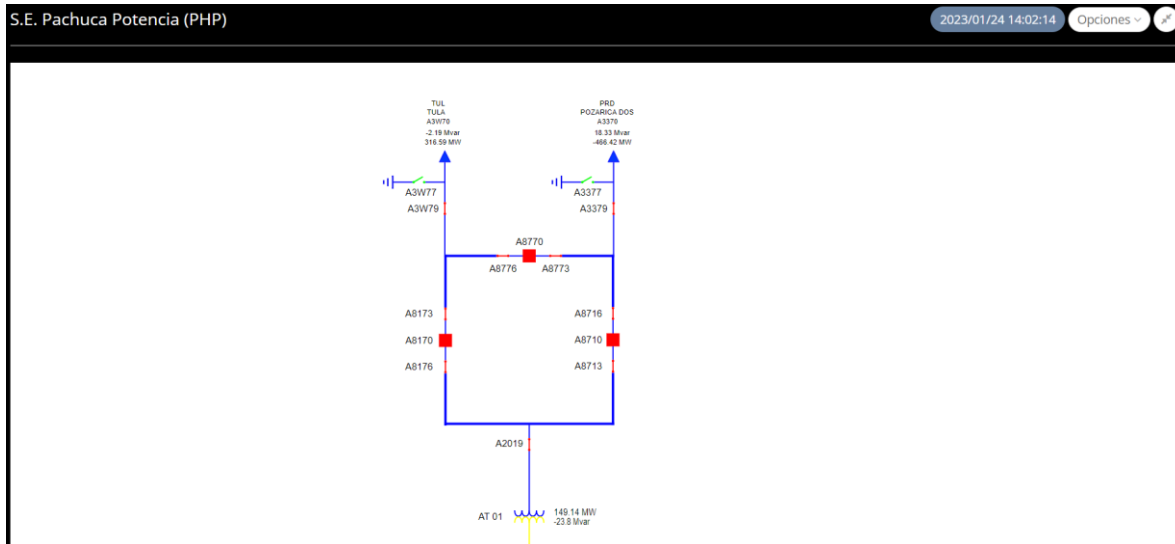 S.E. Pachuca Potencia (PHP)
2023/01/24 14:02:14
Opciones
TUL
TULA
A3W70
-2.19 Mvar
316.59 MW
PRD
POZARICA DOS
A3370
18.33 Mvar
-466.42 MW
A3W77
A3377
A3W79
A3379
A8770
A8776
A8773
A8173
A8716
A8170
A8710
A8176
A8713
A2019
AT 01
149.14 MW
-23.8 Mvar